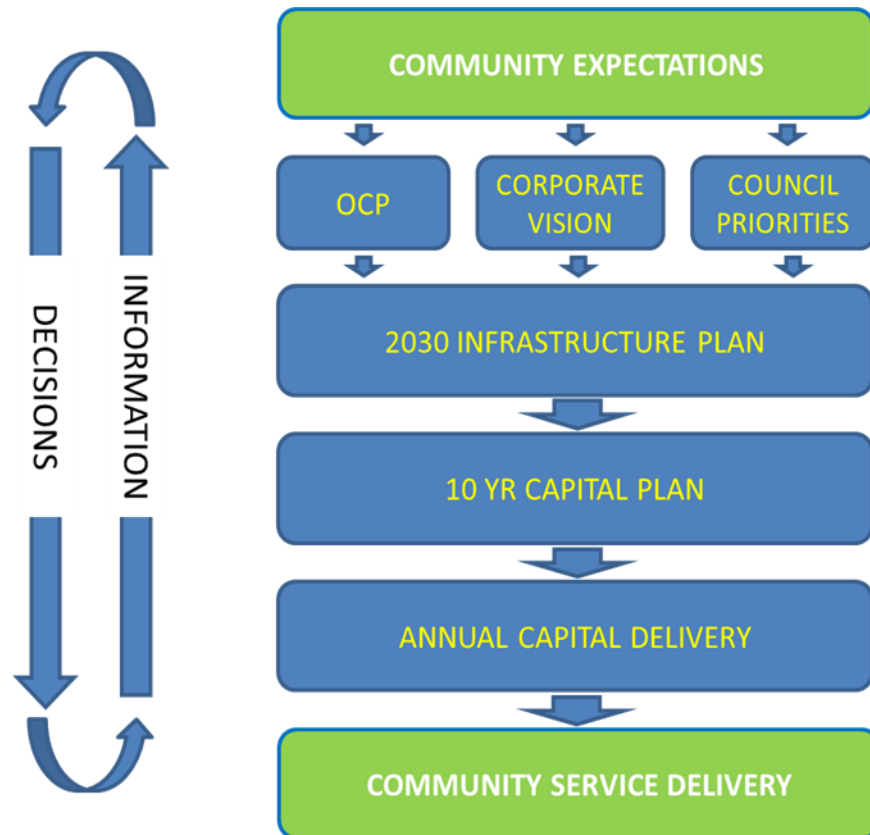 COMMUNITY EXPECTATIONS
OCP
CORPORATE
VISION
COUNCIL
PRIORITIES
2030 INFRASTRUCTURE PLAN
10 YR CAPITAL PLAN
ANNUAL CAPITAL DELIVERY
COMMUNITY SERVICE DELIVERY
DECISIONS
INFORMATION